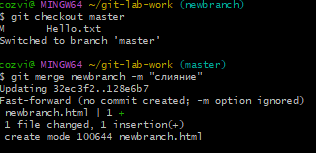 cozvi@ MINGW64 ~/git-lab-work (newbranch)
$ git checkout master
M Hello.txt
Switched to branch 'master'
cozvi@ MINGW64 ~/git-lab-work (master)
$ git merge newbranch -m "слияние"
Updating 32ec3f2..128e6b7
Fast-forward (no commit created; -m option ignored)
newbranch.html | 1 +
1 file changed, 1 insertion(+)
create mode 100644 newbranch.html